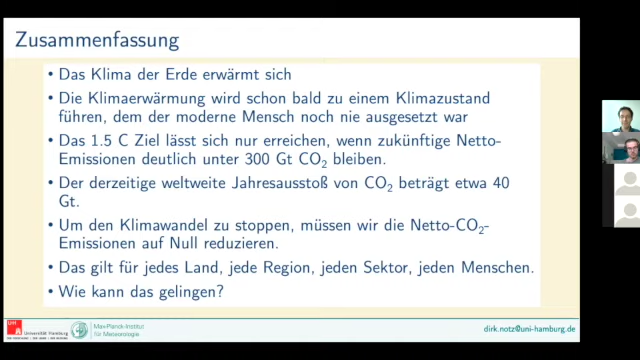 Zusammenfassung
• Das Klima der Erde erwärmt sich
• Die Klimaerwärmung wird schon bald zu einem Klimazustand
führen, dem der moderne Mensch noch nie ausgesetzt war
• Das 1.5 C Ziel lässt sich nur erreichen, wenn zukünftige Netto-
Emissionen deutlich unter 300 Gt CO₂ bleiben.
• Der derzeitige weltweite Jahresausstoß von CO₂ beträgt etwa 40
Gt.
• Um den Klimawandel zu stoppen, müssen wir die Netto-CO₂-
Emissionen auf Null reduzieren.
• Das gilt für jedes Land, jede Region, jeden Sektor, jeden Menschen.
• Wie kann das gelingen?
Universität Hamburg
Max-Planck-Institut
für Meteorologie
dirk.notz@uni-hamburg.de